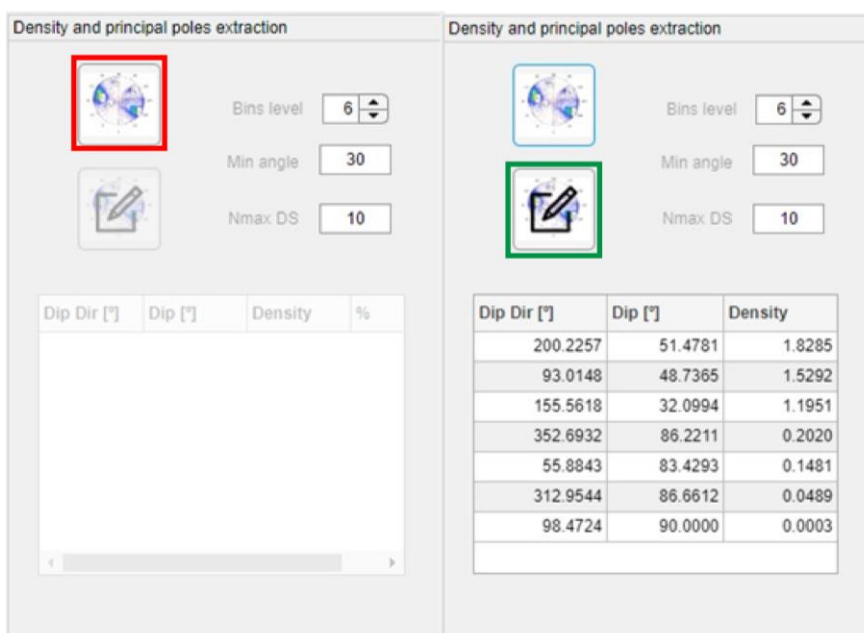 Density and principal poles extraction
Bins level 6
Min angle 30
Nmax DS 10
Dip Dir [º] Dip [º] Density %
Density and principal poles extraction
Bins level 6
Min angle 30
Nmax DS 10
Dip Dir [º] Dip [º] Density
200.2257 51.4781 1.8285
93.0148 48.7365 1.5292
155.5618 32.0994 1.1951
352.6932 86.2211 0.2020
55.8843 83.4293 0.1481
312.9544 86.6612 0.0489
98.4724 90.0000 0.0003